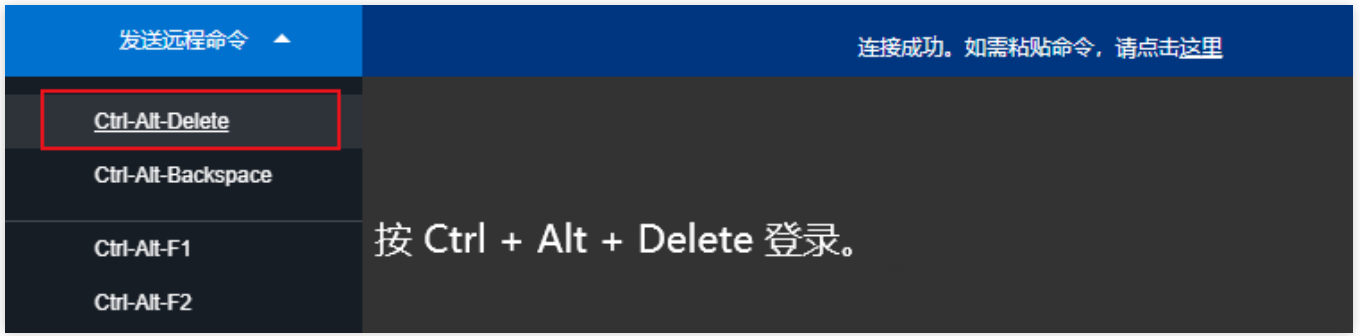 发送远程命令
连接成功。如需粘贴命令，请点击这里
Ctrl-Alt-Delete
Ctrl-Alt-Backspace
按 Ctrl + Alt + Delete 登录。
Ctrl-Alt-F1
Ctrl-Alt-F2